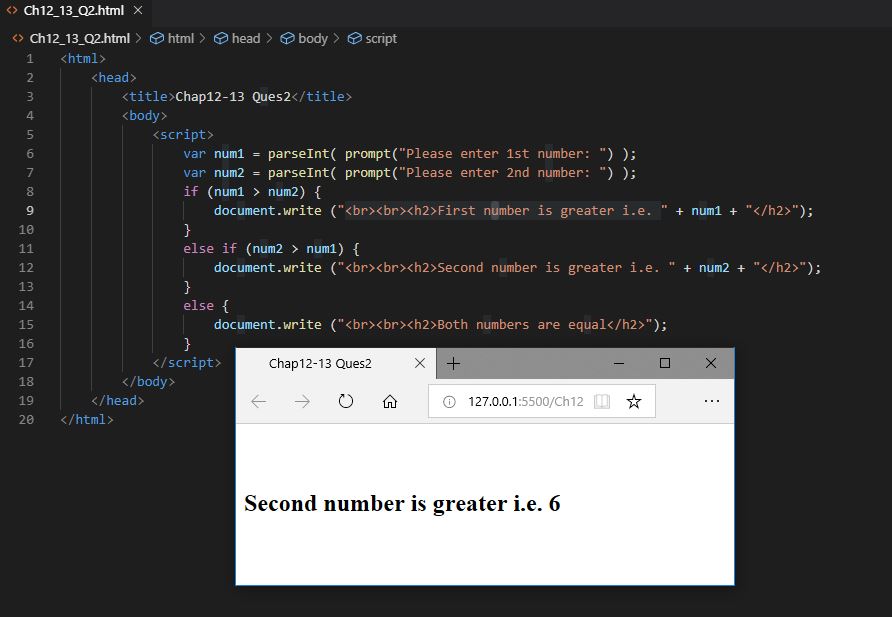 Ch12_13_Q2.html
Ch12_13_Q2.html > html > head > body > script
1 <html>
2 <head>
3 <title>Chap12-13 Ques2</title>
4 <body>
5 <script>
6 var num1 = parseInt( prompt("Please enter 1st number: ") );
7 var num2 = parseInt( prompt("Please enter 2nd number: ") );
8 if (num1 > num2) {
9 document.write ("<br><br><h2>First number is greater i.e. " + num1 + "</h2>");
10 }
11 else if (num2 > num1) {
12 document.write ("<br><br><h2>Second number is greater i.e. " + num2 + "</h2>");
13 }
14 else {
15 document.write ("<br><br><h2>Both numbers are equal</h2>");
16 }
17 </script>
18 </body>
19 </head>
20 </html>
Chap12-13 Ques2
127.0.0.1:5500/Ch12
Second number is greater i.e. 6